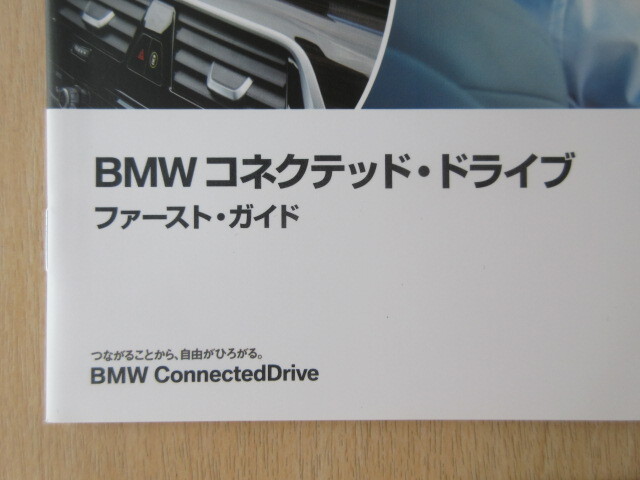 BMW コネクテッド・ドライブ
ファースト・ガイド
つながることから、自由がひろがる。
BMW ConnectedDrive